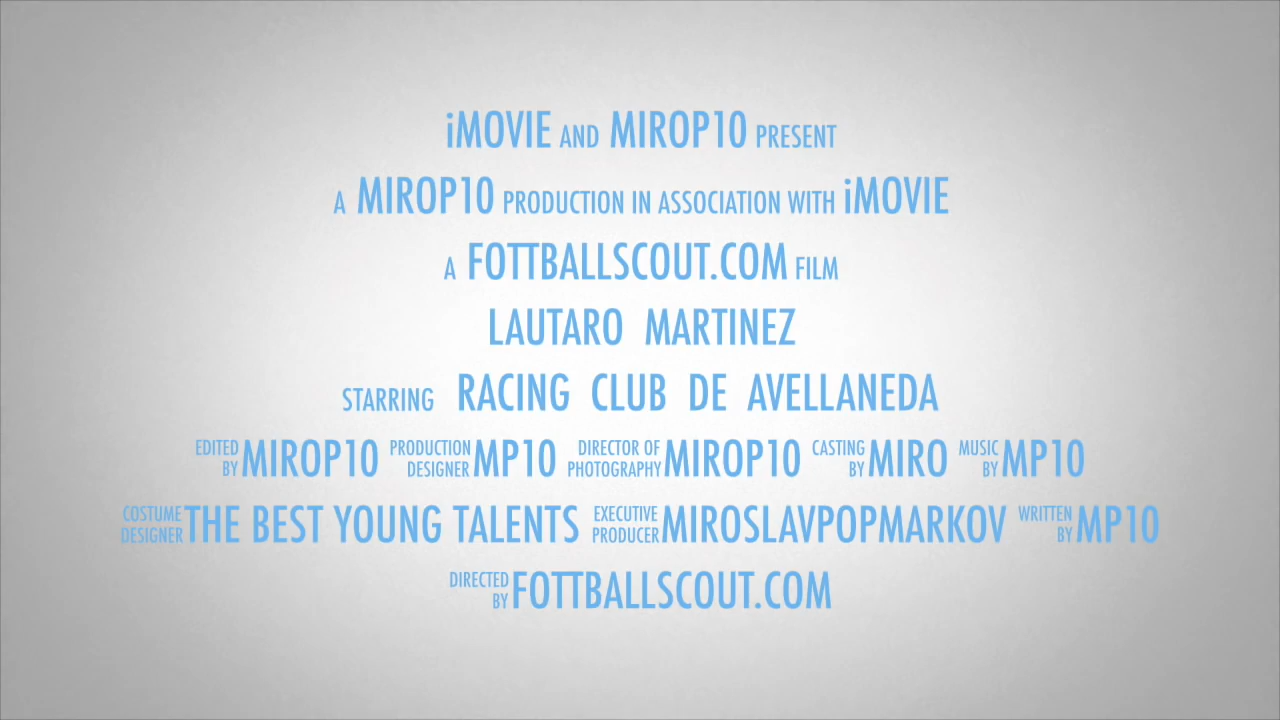 iMOVIE AND MIROP10 PRESENT
A MIROP10 PRODUCTION IN ASSOCIATION WITH iMOVIE
A FOTTBALLSCOUT.COM FILM
LAUTARO MARTINEZ
STARRING RACING CLUB DE AVELLANEDA
EDITED BY MIROP10 PRODUCTION DESIGNER MP10 DIRECTOR OF PHOTOGRAPHY MIROP10 CASTING BY MIRO MUSIC BY MP10
COSTUME DESIGNER THE BEST YOUNG TALENTS EXECUTIVE PRODUCER MIROSLAVPOPMARKOV WRITTEN BY MP10
DIRECTED BY FOTTBALLSCOUT.COM